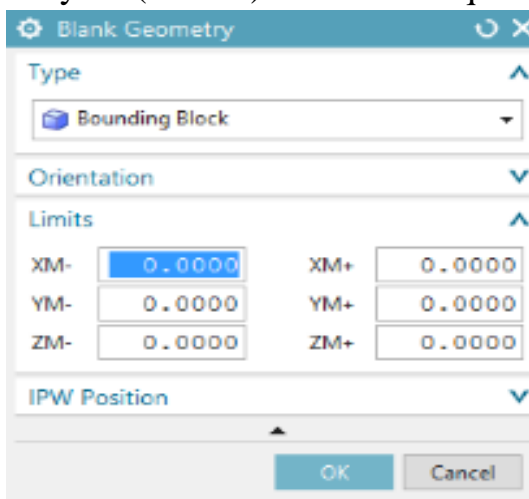 Blank Geometry
Type
Bounding Block
Orientation
Limits
XM- 0.0000 XM+ 0.0000
YM- 0.0000 YM+ 0.0000
ZM- 0.0000 ZM+ 0.0000
IPW Position
OK Cancel